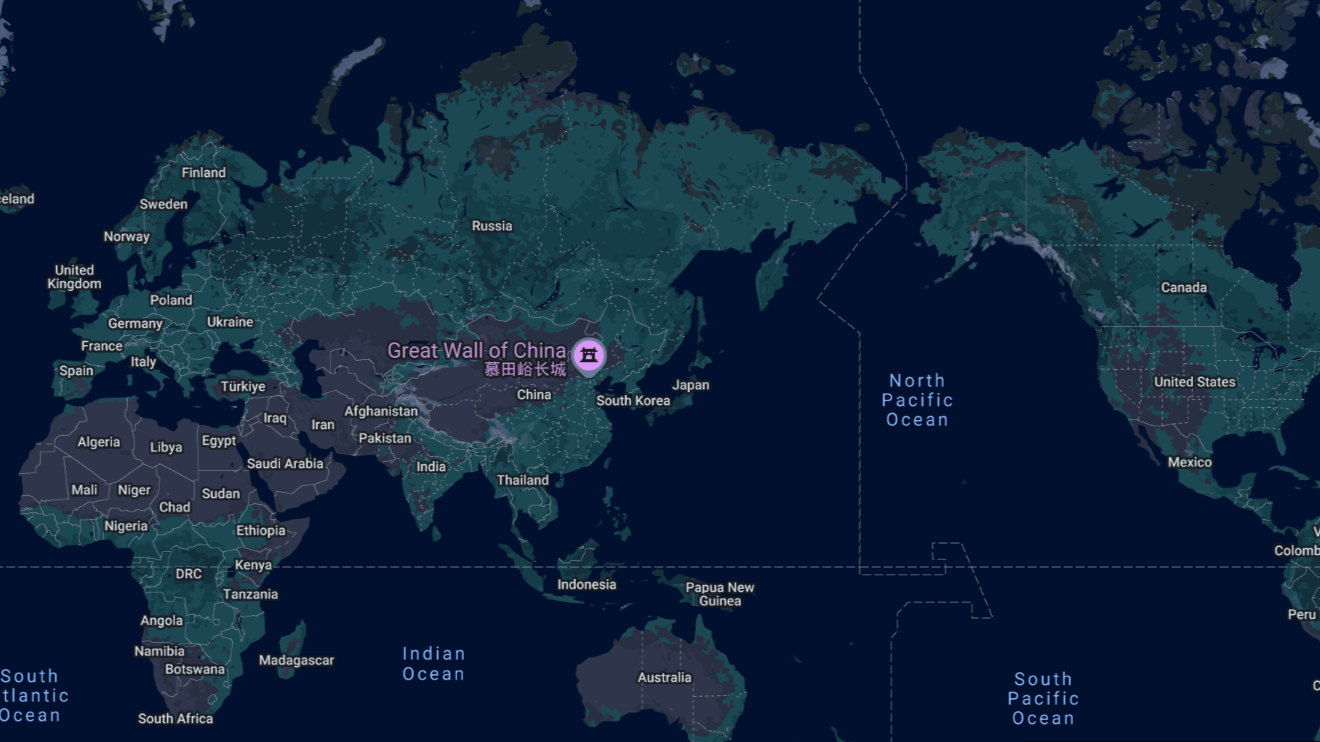 Finland
eland
Sweden
Russia
Norway
United
Kingdom
Canada
Poland
Germany
Ukraine
France
Great Wall of China
慕田峪长城
Italy
Spain
North
Pacific
Ocean
United States
Türkiye
Japan
China
South Korea
Afghanistan
Iraq
Iran
Pakistan
Algeria
Libya
Egypt
Saudi Arabia
India
Mexico
Thailand
Mali
Niger
Sudan
Chad
Nigeria
Ethiopia
Colomb
Kenya
DRC
Indonesia
Papua New
Guinea
Tanzania
Peru
Angola
Namibia
Botswana
Madagascar
Indian
Ocean
Australia
South
tlantic
Ocean
South
Pacific
Ocean
South Africa